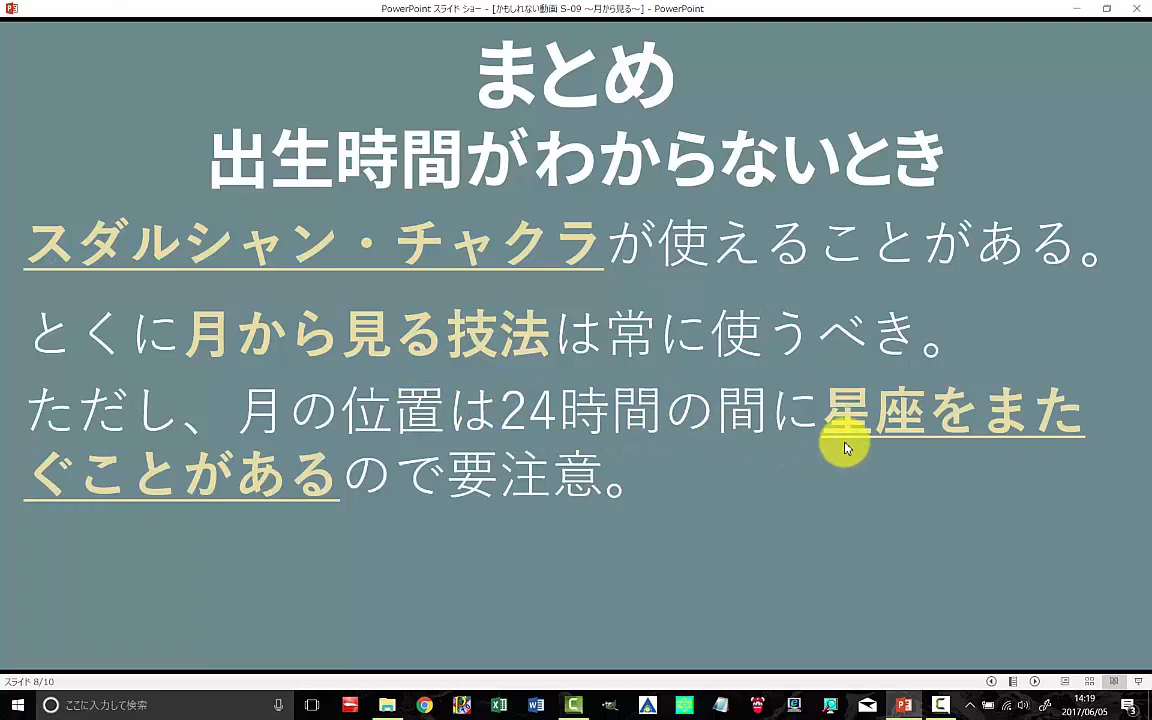 PowerPoint スライド ショー - [かもしれない動画 S-09 ～月から見る～] - PowerPoint
まとめ
出生時間がわからないとき
スダルシャン・チャクラが使えることがある。
とくに月から見る技法は常に使うべき。
ただし、月の位置は24時間の間に星座をまた
ぐことがあるので要注意。
スライド 8/10
ここに入力して検索
14:19
2017/06/05
3